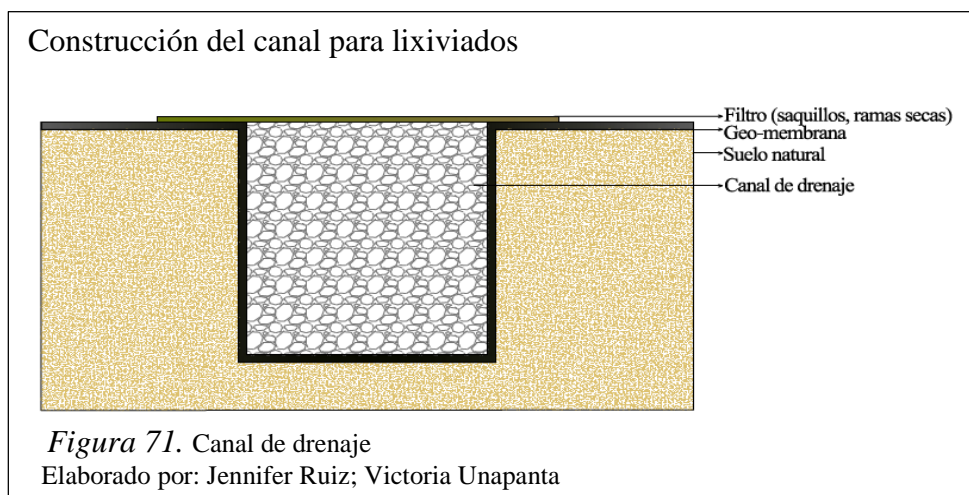 Construcción del canal para lixiviados
Filtro (saquillos, ramas secas)
Geo-membrana
Suelo natural
Canal de drenaje
Figura 71. Canal de drenaje
Elaborado por: Jennifer Ruiz; Victoria Unapanta